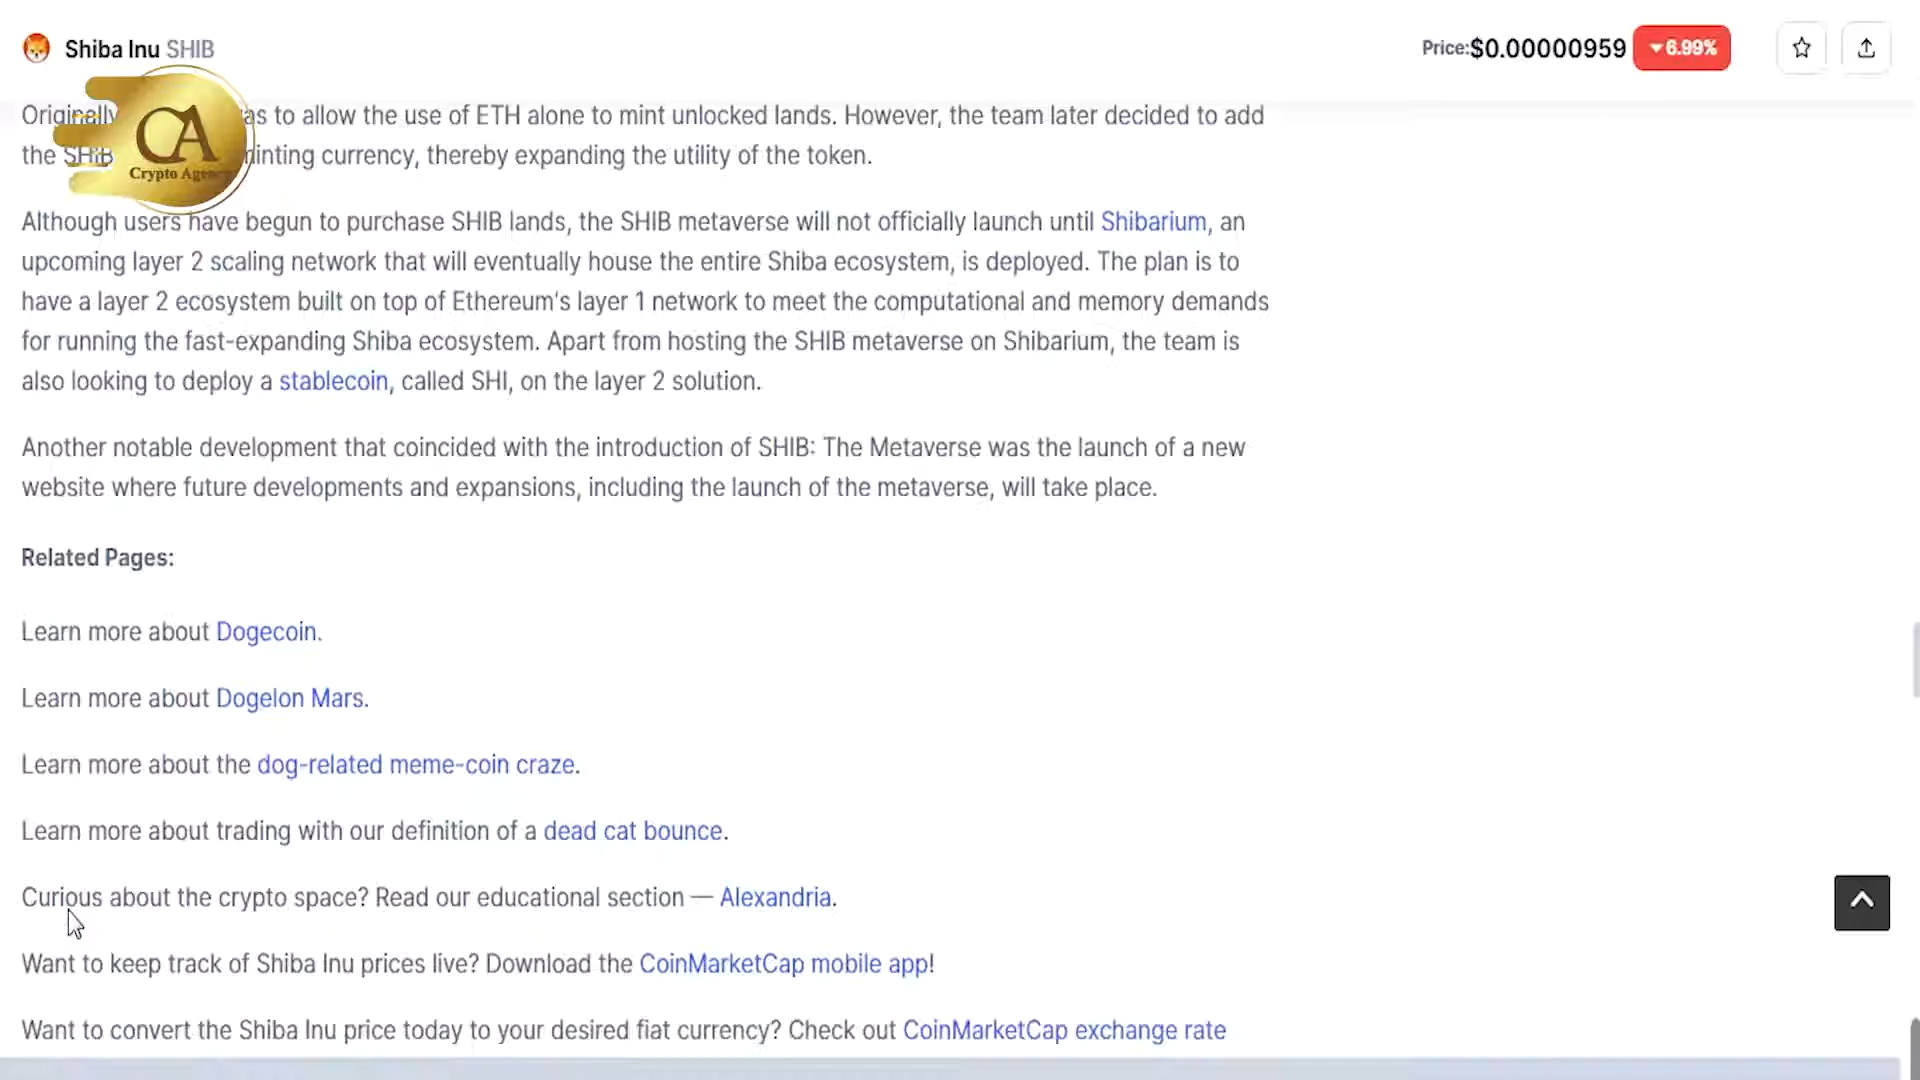 Shiba Inu SHIB
Price:$0.00000959 6.99%
CA
Crypto
Originally as to allow the use of ETH alone to mint unlocked lands. However, the team later decided to add
the SHIB minting currency, thereby expanding the utility of the token.
Although users have begun to purchase SHIB lands, the SHIB metaverse will not officially launch until Shibarium, an
upcoming layer 2 scaling network that will eventually house the entire Shiba ecosystem, is deployed. The plan is to
have a layer 2 ecosystem built on top of Ethereum's layer 1 network to meet the computational and memory demands
for running the fast-expanding Shiba ecosystem. Apart from hosting the SHIB metaverse on Shibarium, the team is
also looking to deploy a stablecoin, called SHI, on the layer 2 solution.
Another notable development that coincided with the introduction of SHIB: The Metaverse was the launch of a new
website where future developments and expansions, including the launch of the metaverse, will take place.
Related Pages:
Learn more about Dogecoin.
Learn more about Dogelon Mars.
Learn more about the dog-related meme-coin craze.
Learn more about trading with our definition of a dead cat bounce.
Curious about the crypto space? Read our educational section — Alexandria.
Want to keep track of Shiba Inu prices live? Download the CoinMarketCap mobile app!
Want to convert the Shiba Inu price today to your desired fiat currency? Check out CoinMarketCap exchange rate